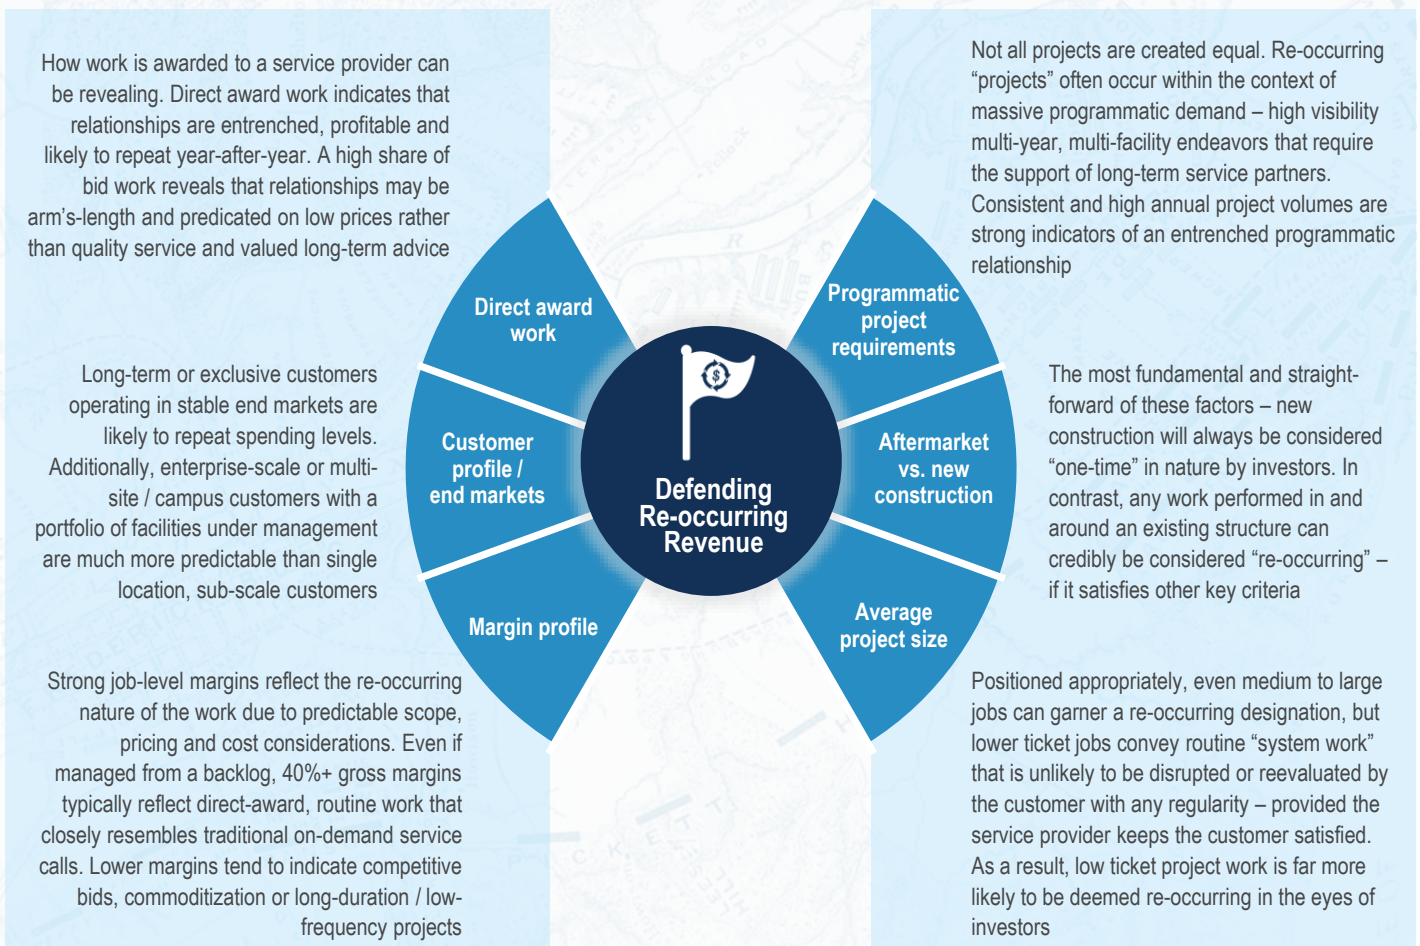 How work is awarded to a service provider can
be revealing. Direct award work indicates that
relationships are entrenched, profitable and
likely to repeat year-after-year. A high share of
bid work reveals that relationships may be
arm’s-length and predicated on low prices rather
than quality service and valued long-term advice
Long-term or exclusive customers
operating in stable end markets are
likely to repeat spending levels.
Additionally, enterprise-scale or multi-
site / campus customers with a
portfolio of facilities under management
are much more predictable than single
location, sub-scale customers
Strong job-level margins reflect the re-occurring
nature of the work due to predictable scope,
pricing and cost considerations. Even if
managed from a backlog, 40%+ gross margins
typically reflect direct-award, routine work that
closely resembles traditional on-demand service
calls. Lower margins tend to indicate competitive
bids, commoditization or long-duration / low-
frequency projects
Direct award
work
Customer
profile /
end markets
Margin profile
$
Defending
Re-occurring
Revenue
Programmatic
project
requirements
Aftermarket
vs. new
construction
Average
project size
Not all projects are created equal. Re-occurring
“projects” often occur within the context of
massive programmatic demand – high visibility
multi-year, multi-facility endeavors that require
the support of long-term service partners.
Consistent and high annual project volumes are
strong indicators of an entrenched programmatic
relationship
The most fundamental and straight-
forward of these factors – new
construction will always be considered
“one-time” in nature by investors. In
contrast, any work performed in and
around an existing structure can
credibly be considered “re-occurring” –
if it satisfies other key criteria
Positioned appropriately, even medium to large
jobs can garner a re-occurring designation, but
lower ticket jobs convey routine “system work”
that is unlikely to be disrupted or reevaluated by
the customer with any regularity – provided the
service provider keeps the customer satisfied.
As a result, low ticket project work is far more
likely to be deemed re-occurring in the eyes of
investors